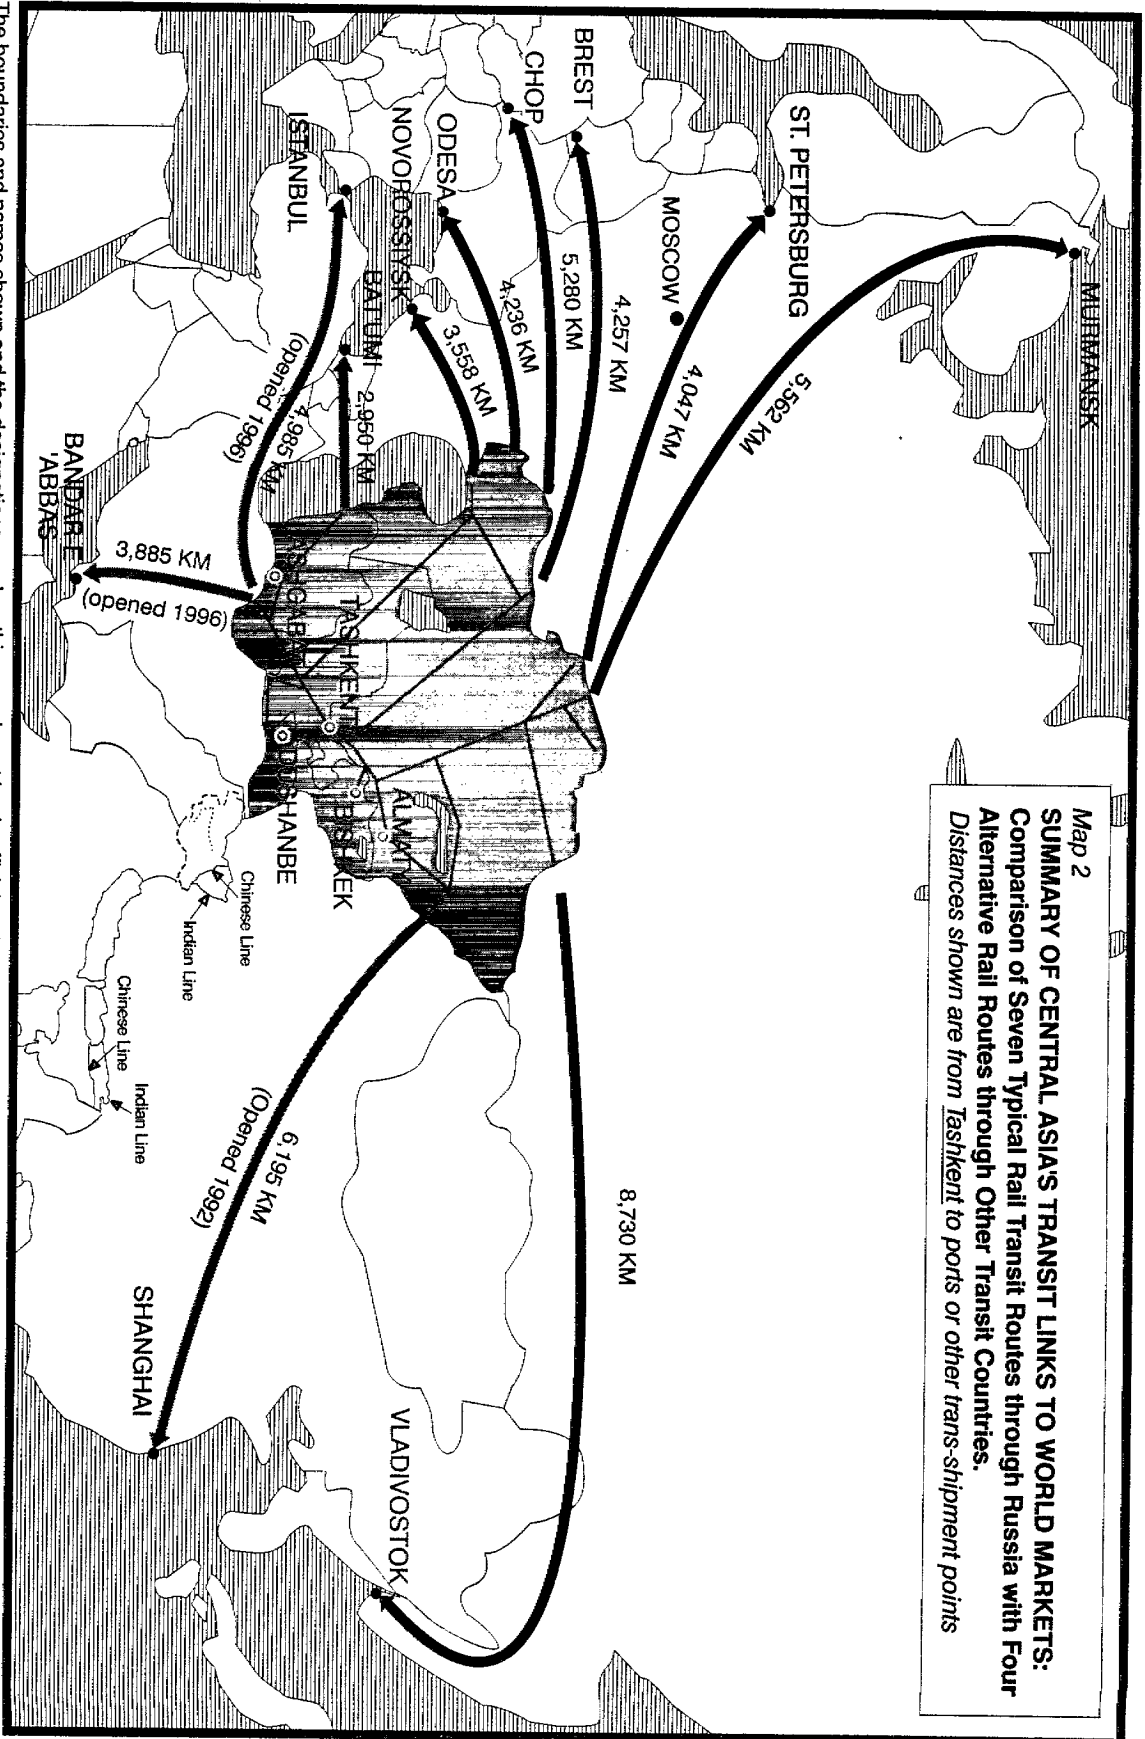 Map 2
SUMMARY OF CENTRAL ASIA'S TRANSIT LINKS TO WORLD MARKETS:
Comparison of Seven Typical Rail Transit Routes through Russia with Four
Alternative Rail Routes through Other Transit Countries.
Distances shown are from Tashkent to ports or other trans-shipment points
MURMANSK
5,562 KM
ST. PETERSBURG
4,047 KM
MOSCOW
4,257 KM
BREST
5,280 KM
CHOP
4,236 KM
ODESA
3,558 KM
NOVOROSSIYSK
BATUMI
2,950 KM
ISTANBUL
4,985 KM
(opened 1996)
BANDAR E
'ABBAS
3,885 KM
(opened 1996)
ASHGABAT
TASHKENT
DUSHANBE
BISHKEK
ALMATY
Chinese Line
Indian Line
Chinese Line
Indian Line
8,730 KM
VLADIVOSTOK
6,195 KM
(Opened 1992)
SHANGHAI